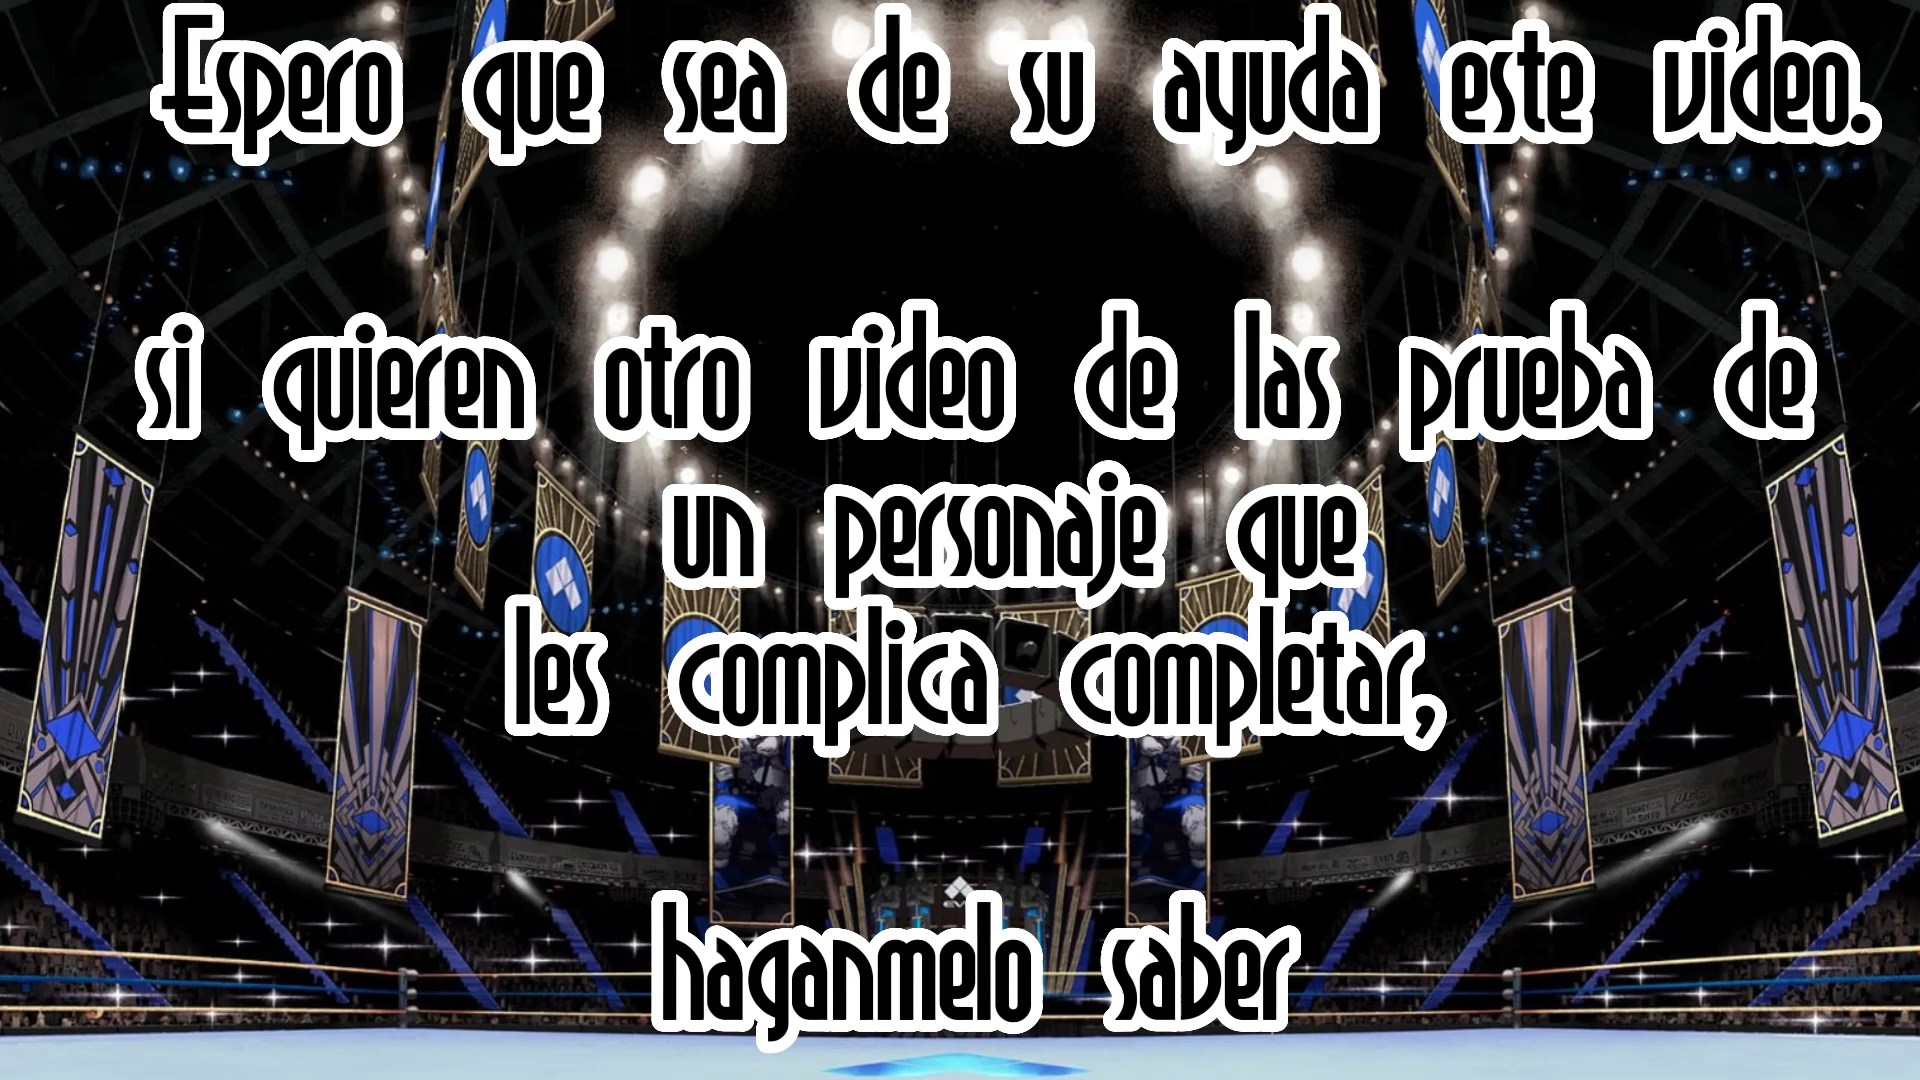 Espero que sea de su ayuda este video.
si quieren otro video de las prueba de
un personaje que
les complica completar,
haganmelo saber